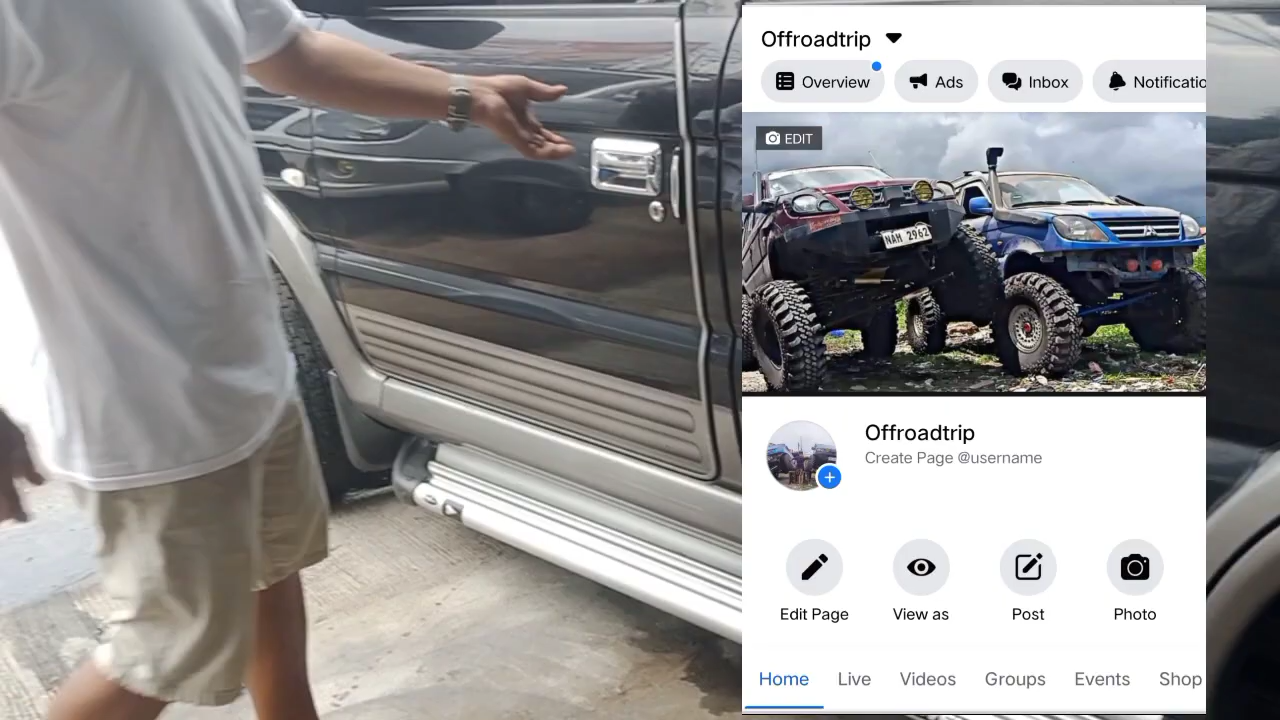 Offroadtrip
Overview
Ads
Inbox
Notificatio
EDIT
NAM 2962
Offroadtrip
Create Page @username
Edit Page
View as
Post
Photo
Home
Live
Videos
Groups
Events
Shop